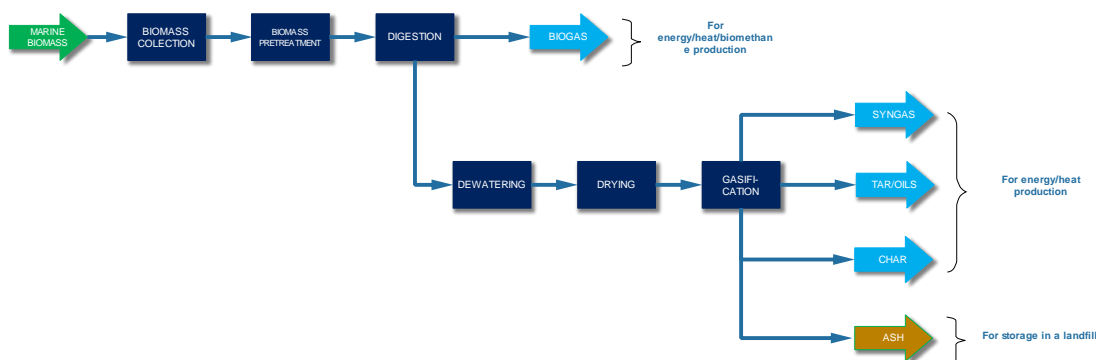 MARINE
BIOMASS
BIOMASS
COLECTION
BIOMASS
PRETREATMENT
DIGESTION
BIOGAS
For
energy/heat/biomethan
e production
SYNGAS
DEWATERING
DRYING
GASIFI-
CATION
TAR/OILS
For energy/heat
production
CHAR
ASH
For storage in a landfill